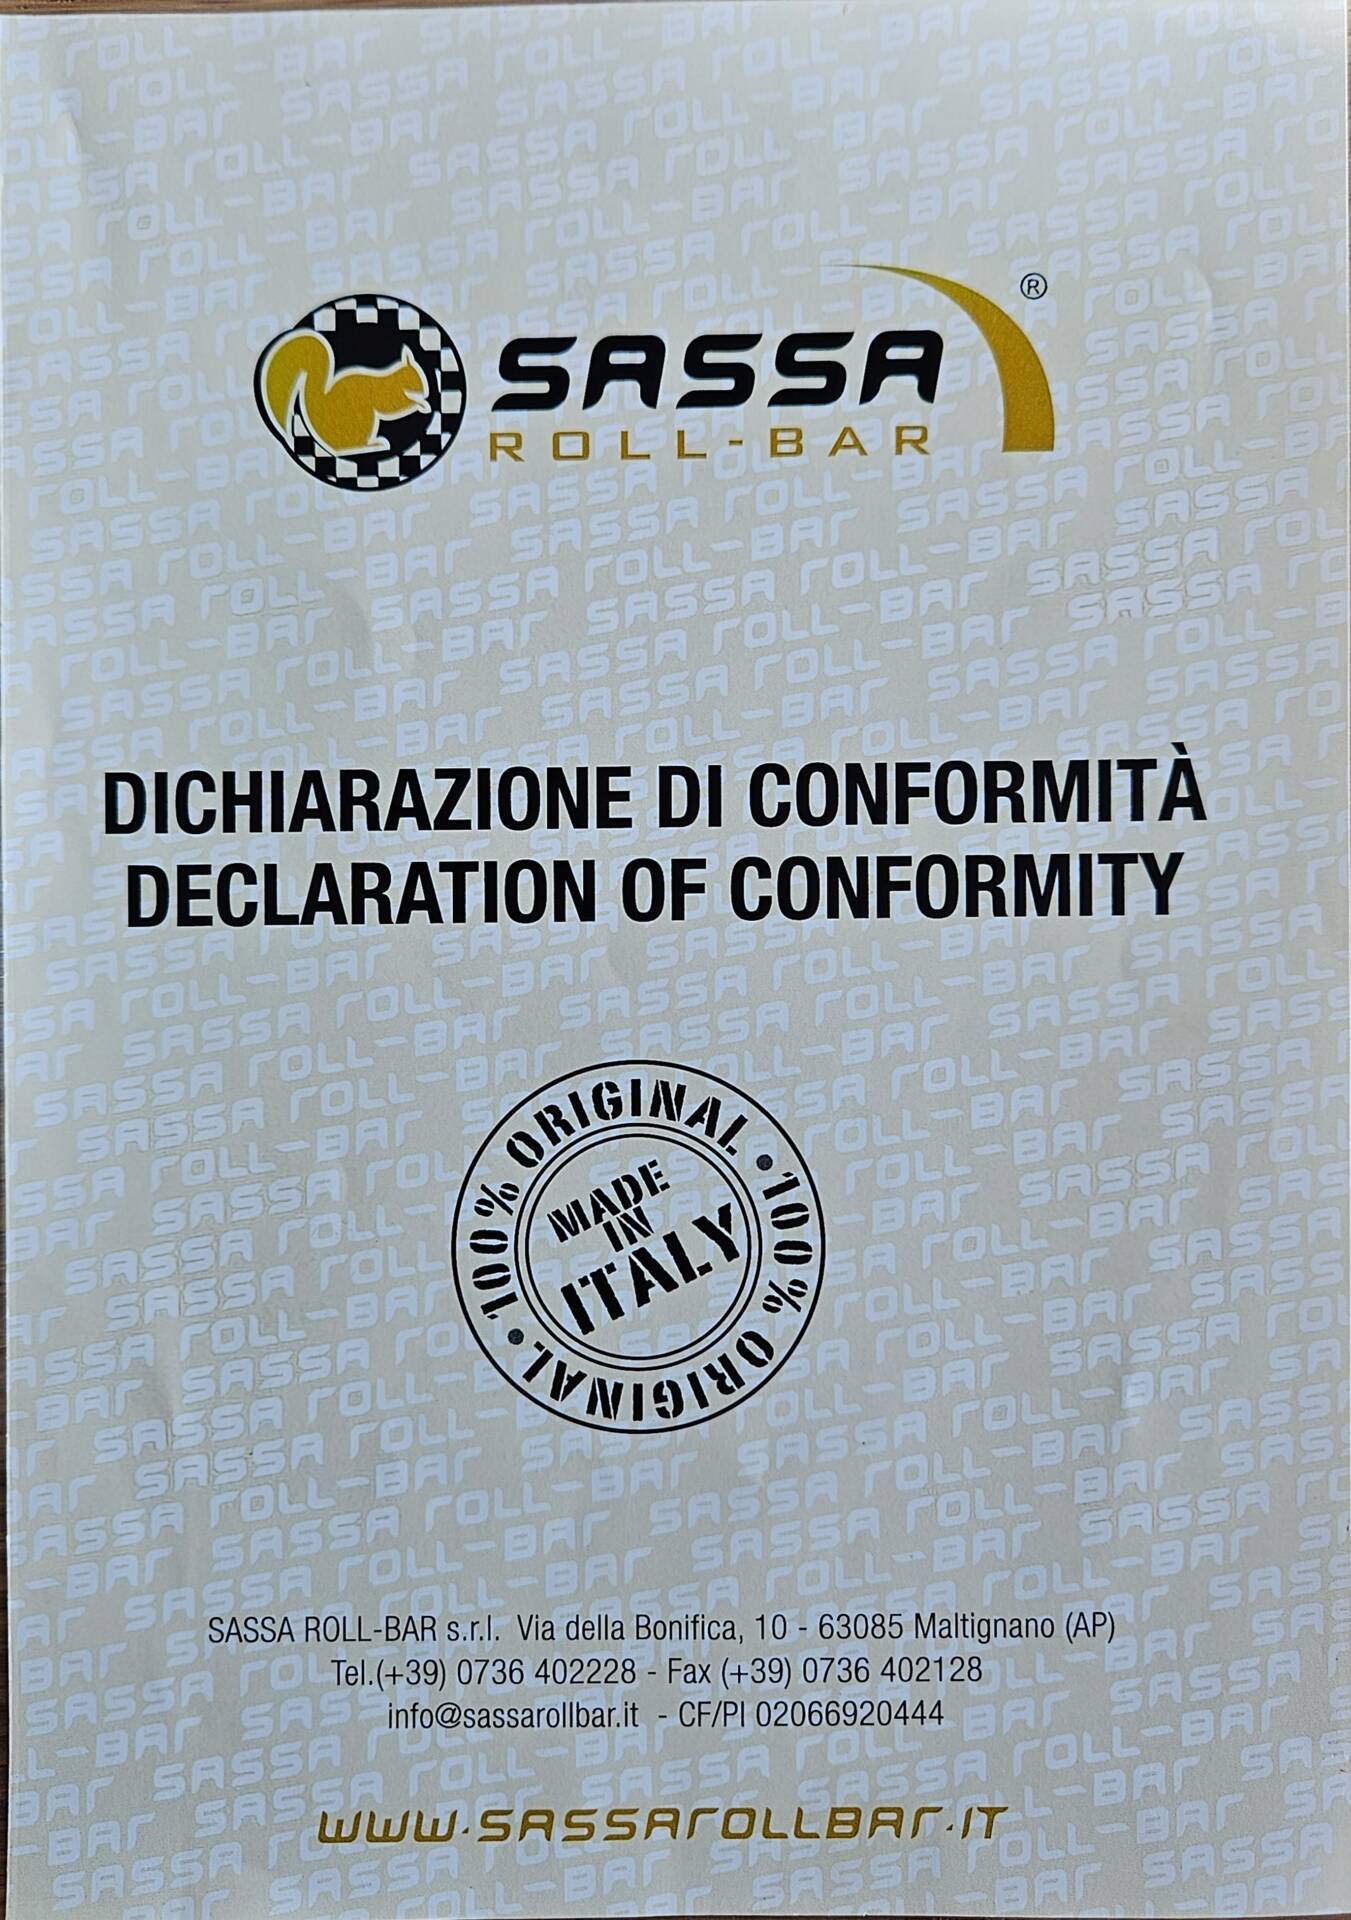 SASSA ®
ROLL-BAR
DICHIARAZIONE DI CONFORMITÀ
DECLARATION OF CONFORMITY
100% ORIGINAL • 100% ORIGINAL •
MADE
IN
ITALY
SASSA ROLL-BAR s.r.l. Via della Bonifica, 10 - 63085 Maltignano (AP)
Tel.(+39) 0736 402228 - Fax (+39) 0736 402128
info@sassarollbar.it - CF/PI 02066920444
www.sassarollbar.it